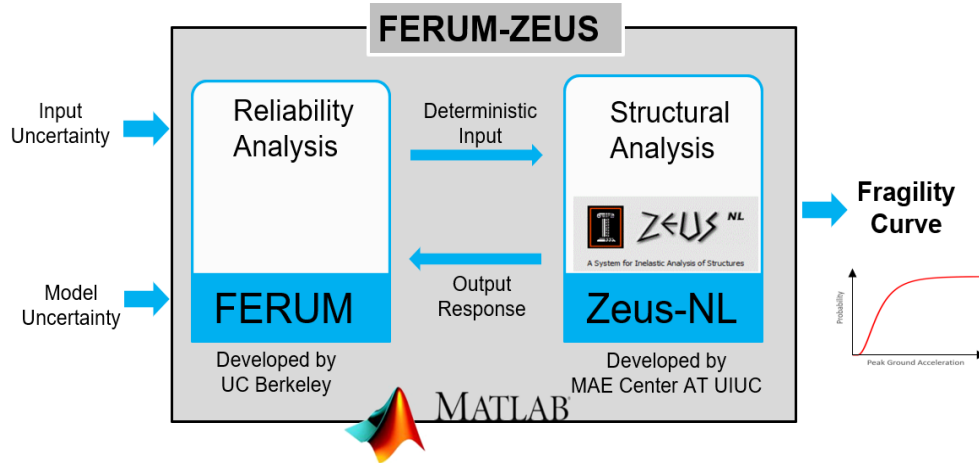 FERUM-ZEUS
Input
Uncertainty
Model
Uncertainty
Reliability
Analysis
FERUM
Developed by
UC Berkeley
Deterministic
Input
Output
Response
Structural
Analysis
I ZEUS NL
A System for Inelastic Analysis of Structures
Zeus-NL
Developed by
MAE Center AT UIUC
MATLAB®
Fragility
Curve
Probability
Peak Ground Acceleration